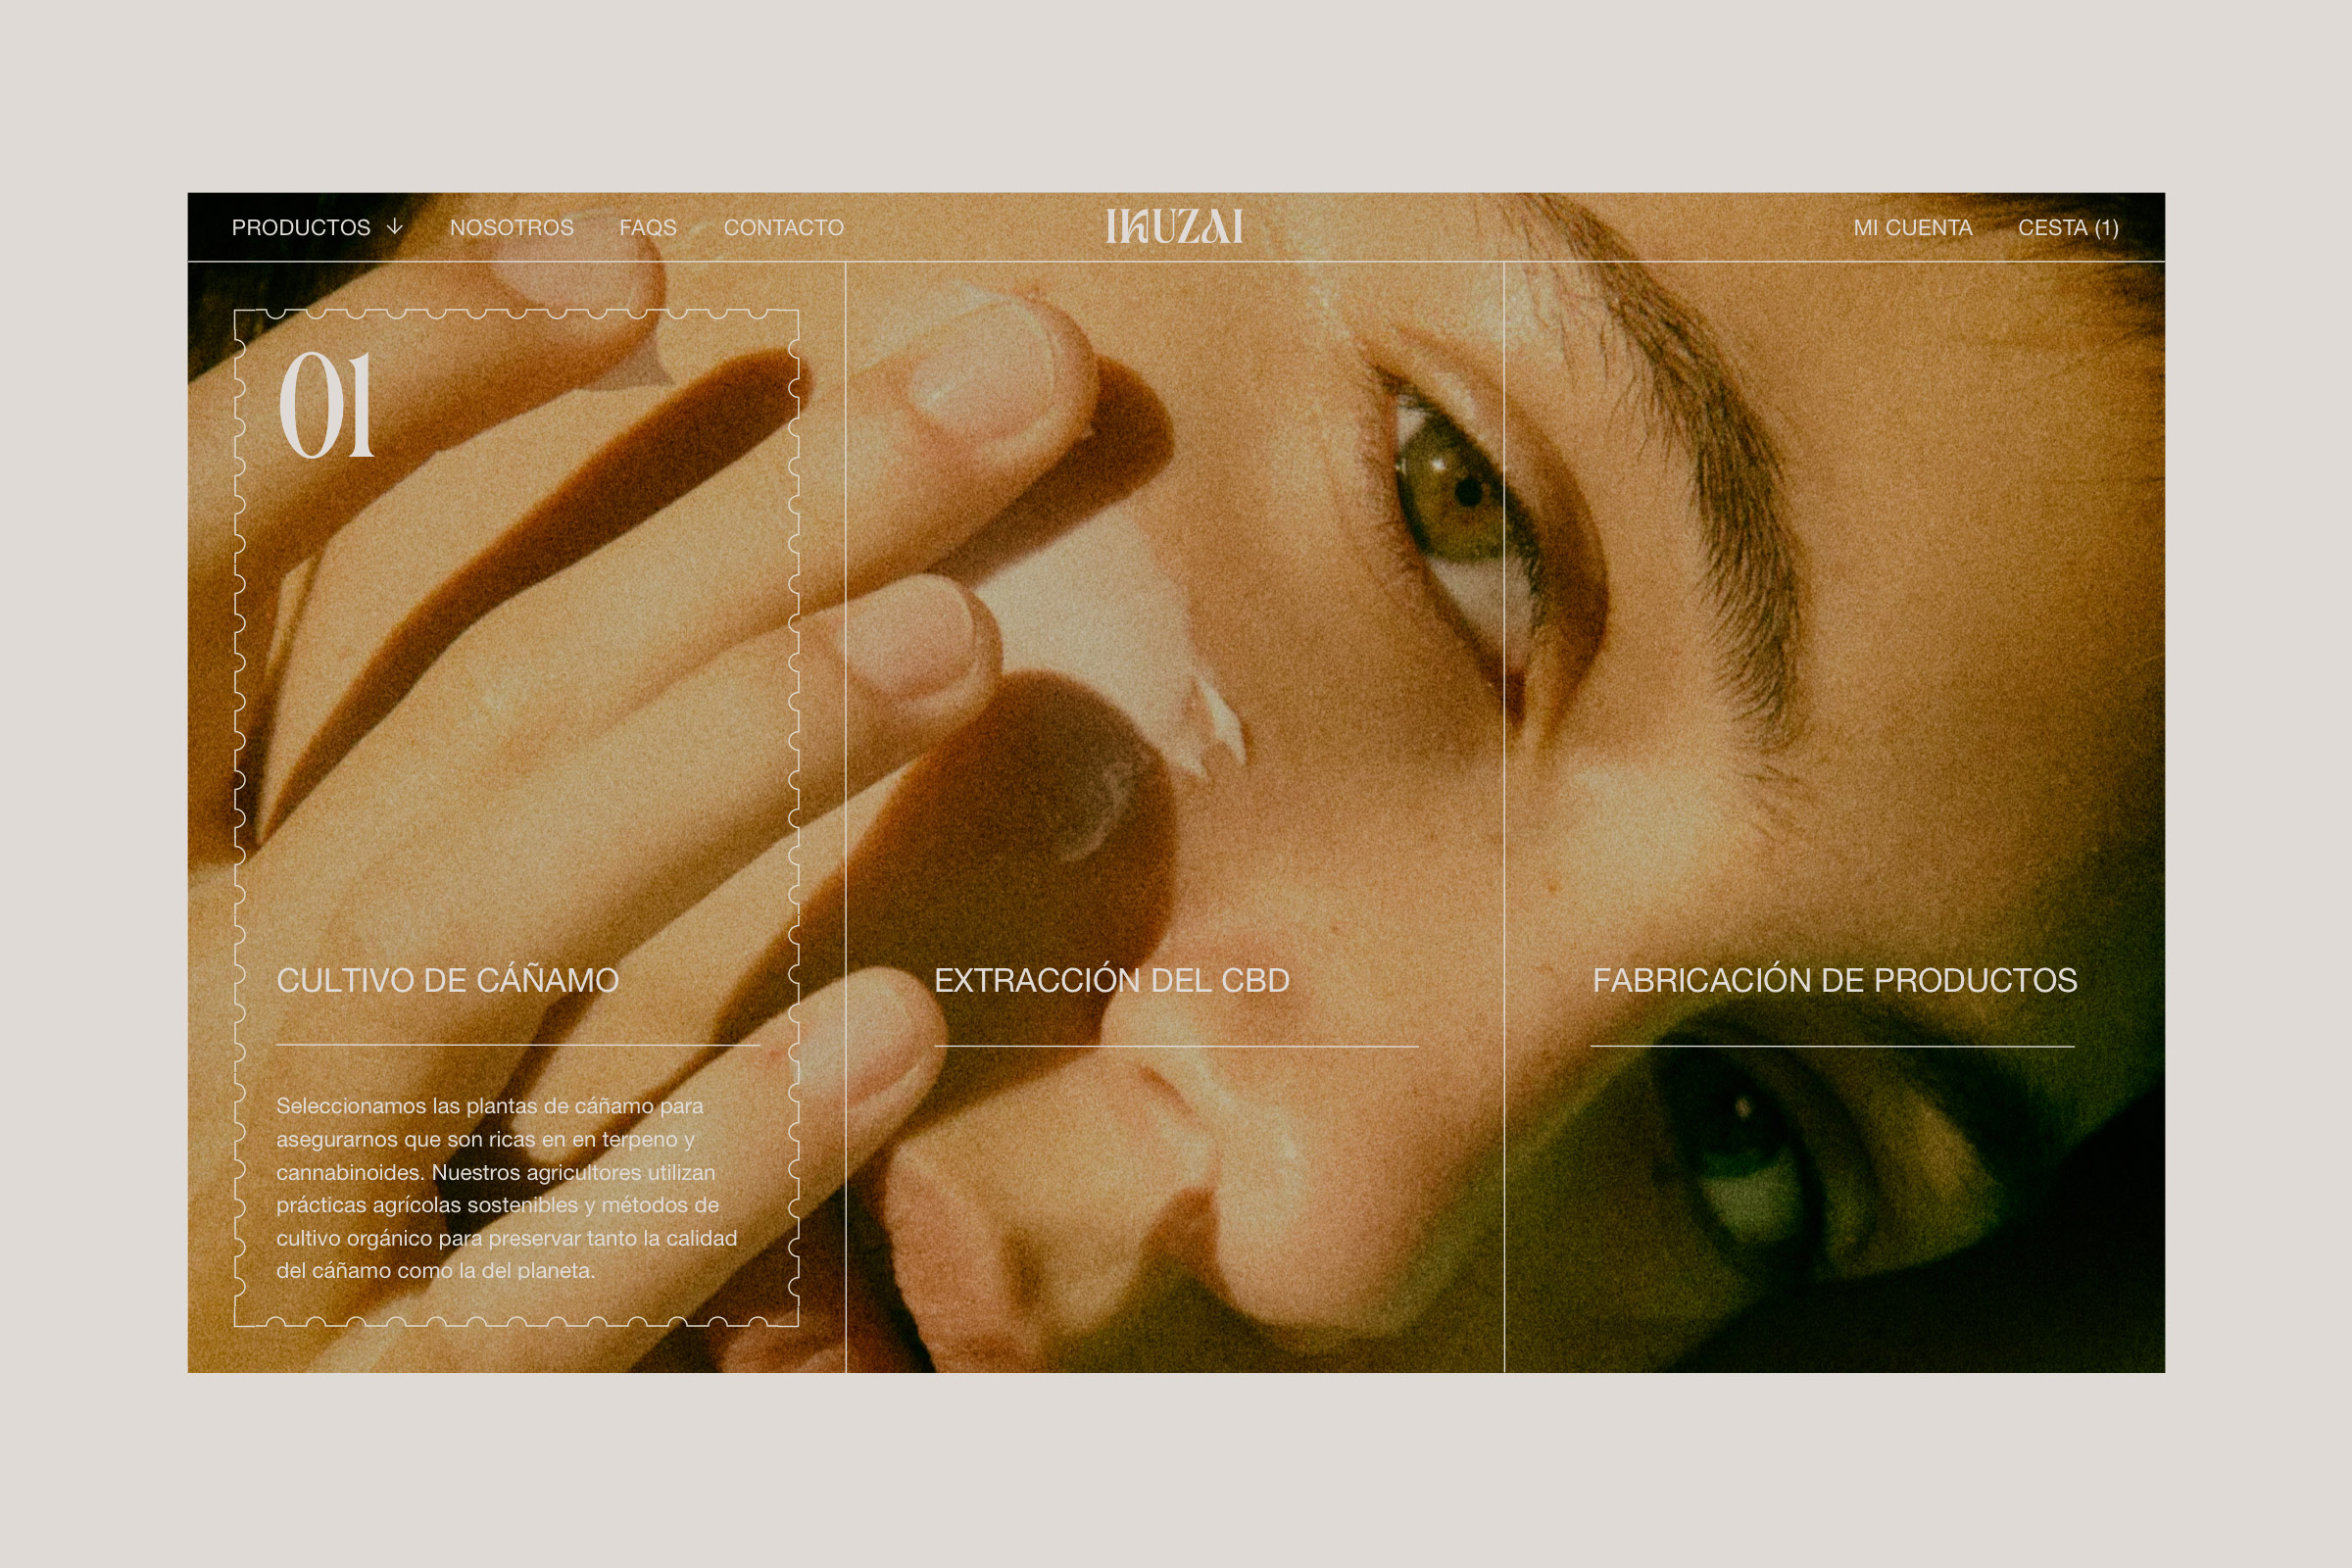 PRODUCTOS ↓ NOSOTROS FAQS CONTACTO IKUZAI MI CUENTA CESTA (1)
01
CULTIVO DE CÁÑAMO
Seleccionamos las plantas de cáñamo para
asegurarnos que son ricas en en terpeno y
cannabinoides. Nuestros agricultores utilizan
prácticas agrícolas sostenibles y métodos de
cultivo orgánico para preservar tanto la calidad
del cáñamo como la del planeta.
EXTRACCIÓN DEL CBD
FABRICACIÓN DE PRODUCTOS